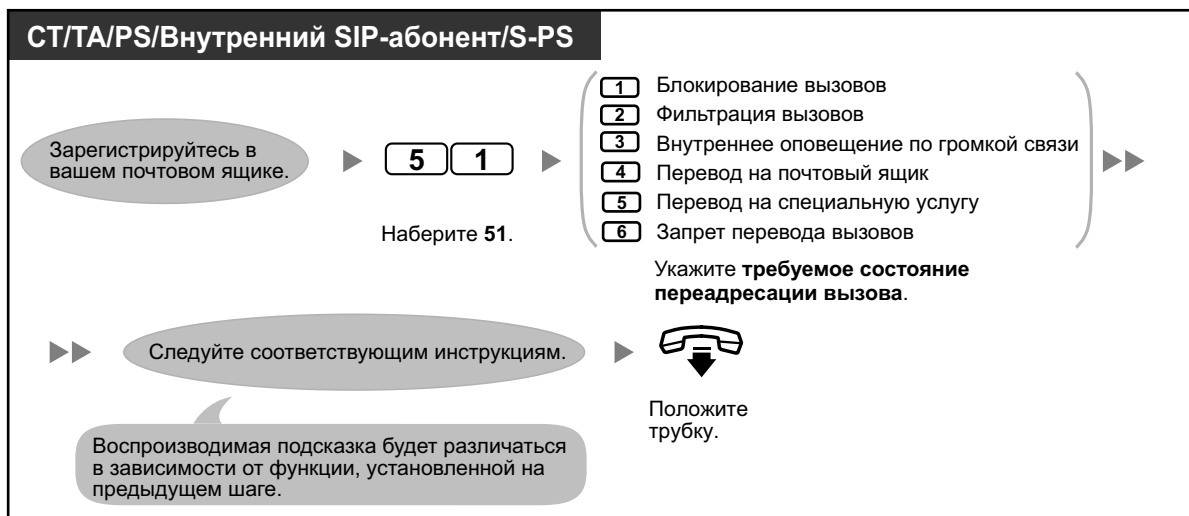 СТ/ТА/PS/Внутренний SIP-абонент/S-PS
Зарегистрируйтесь в
вашем почтовом ящике.
5 1
Наберите 51.
1 Блокирование вызовов
2 Фильтрация вызовов
3 Внутреннее оповещение по громкой связи
4 Перевод на почтовый ящик
5 Перевод на специальную услугу
6 Запрет перевода вызовов
Укажите требуемое состояние
переадресации вызова.
Следуйте соответствующим инструкциям.
Воспроизводимая подсказка будет различаться
в зависимости от функции, установленной на
предыдущем шаге.
Положите
трубку.